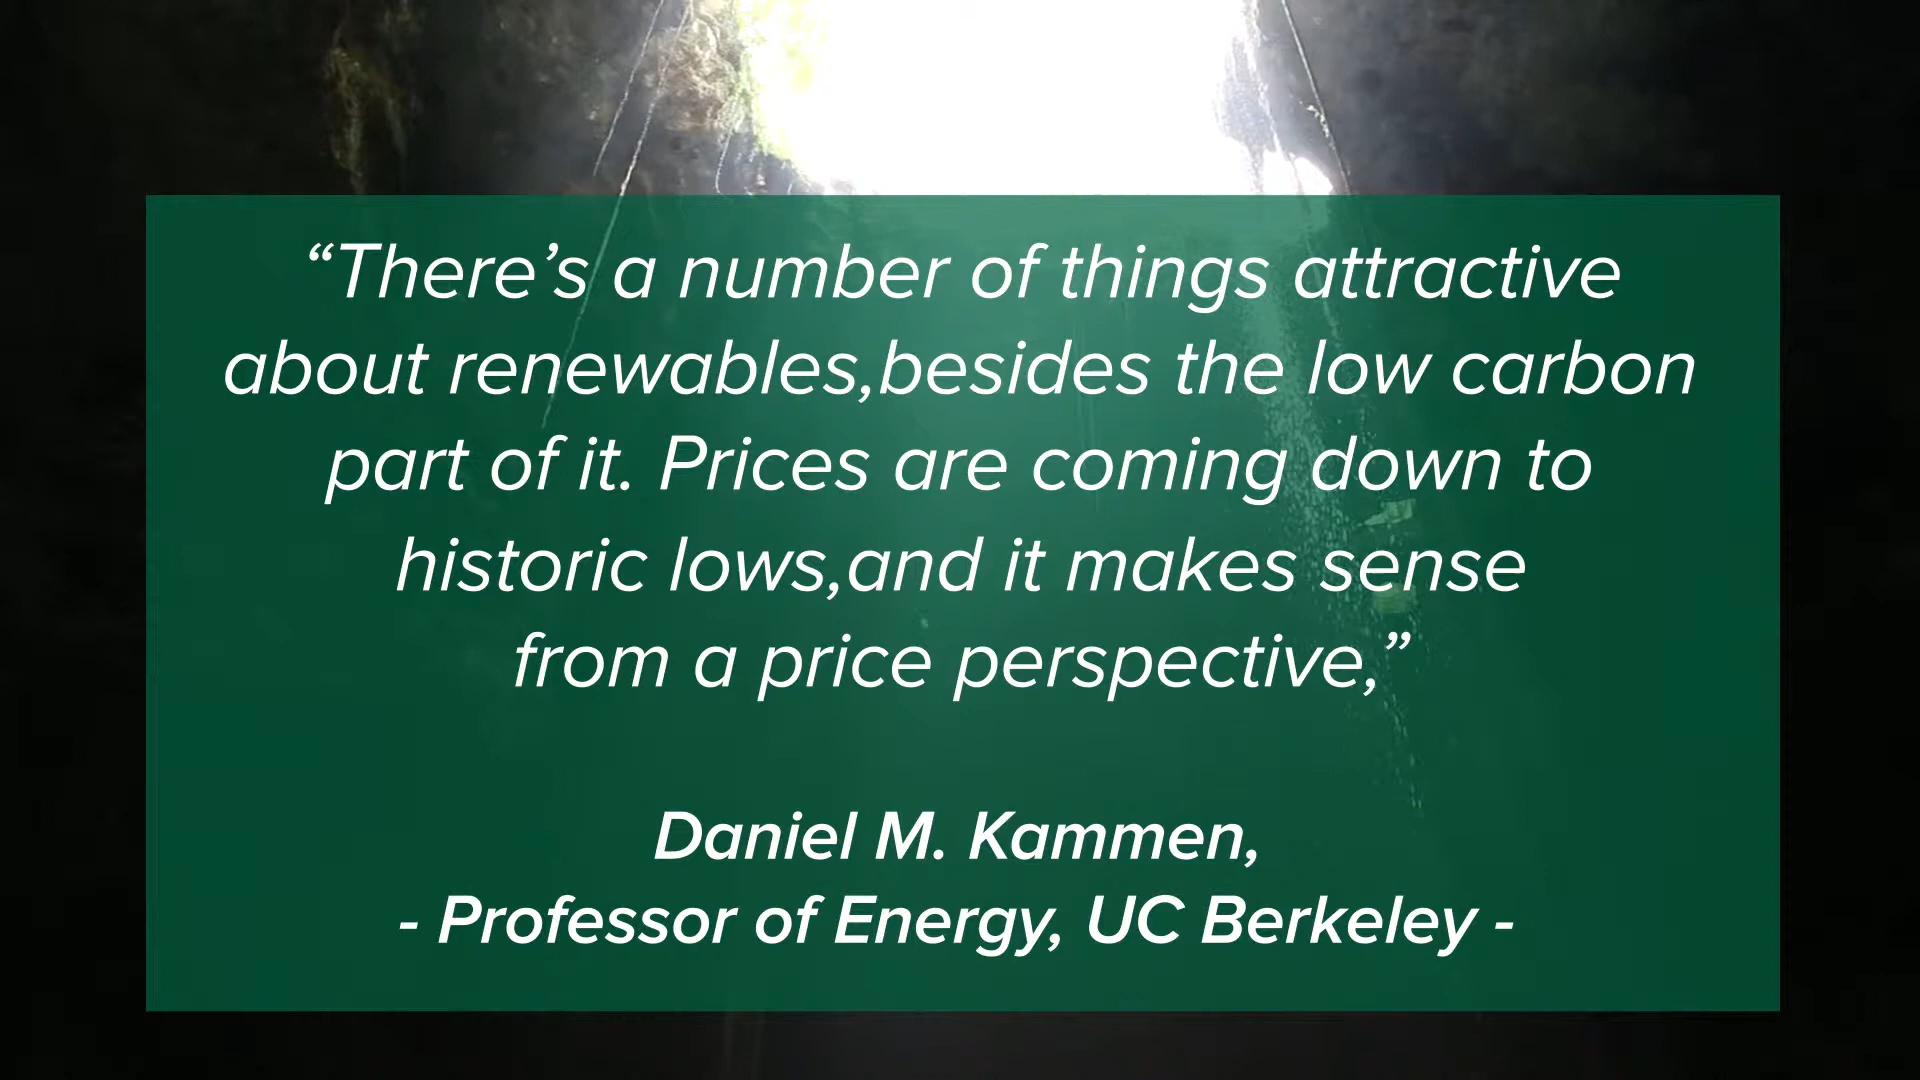 “There’s a number of things attractive
about renewables,besides the low carbon
part of it. Prices are coming down to
historic lows,and it makes sense
from a price perspective,”
Daniel M. Kammen,
- Professor of Energy, UC Berkeley -